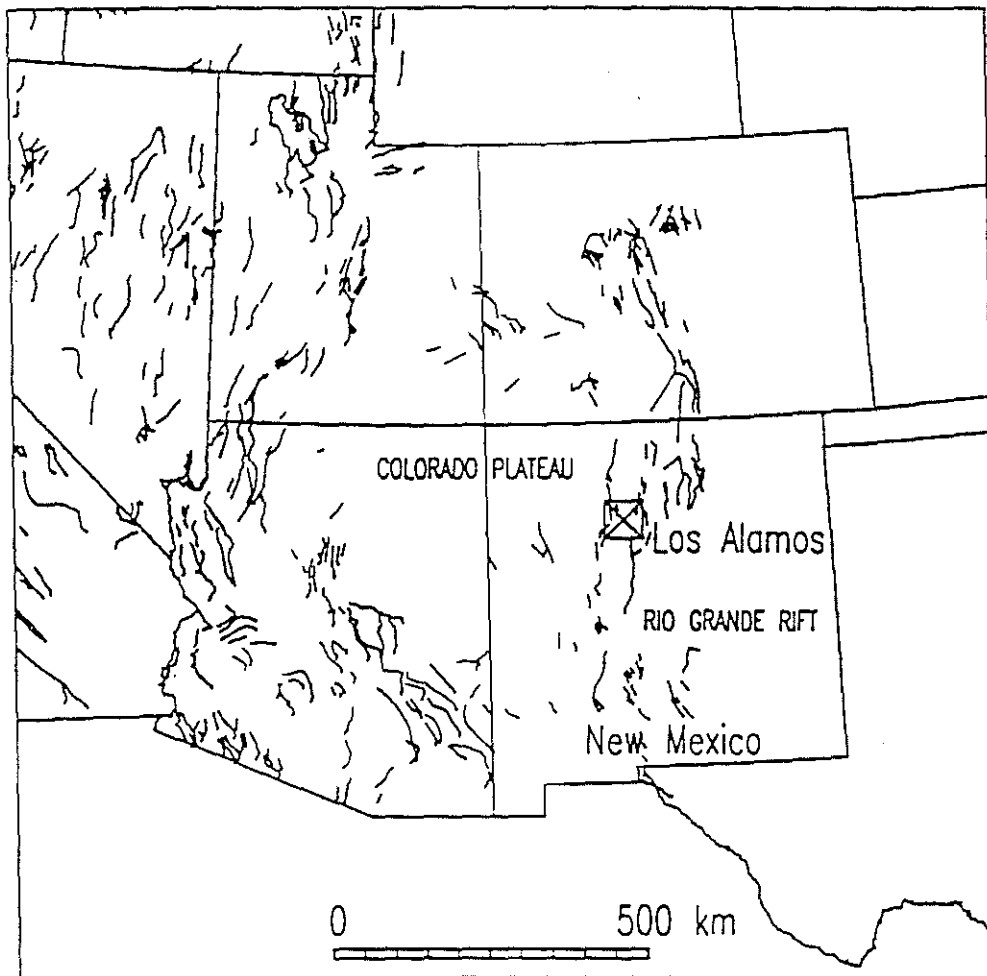 COLORADO PLATEAU
Los Alamos
RIO GRANDE RIFT
New Mexico
0 500 km